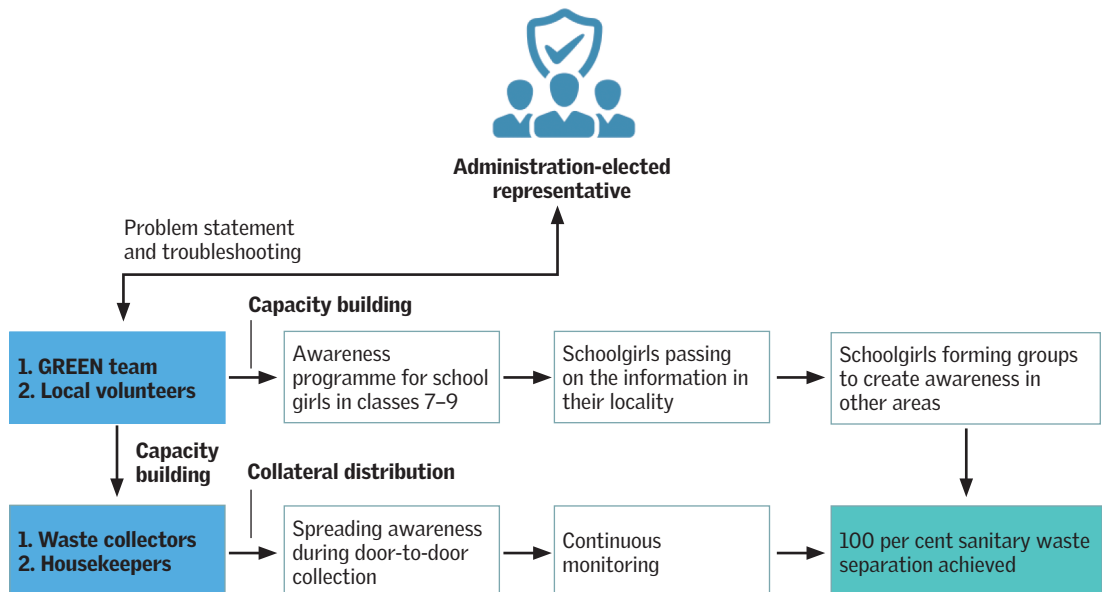 Administration-elected
representative
Problem statement
and troubleshooting
Capacity building
1. GREEN team
2. Local volunteers
Awareness
programme for school
girls in classes 7–9
Schoolgirls passing
on the information in
their locality
Schoolgirls forming groups
to create awareness in
other areas
Capacity
building
Collateral distribution
1. Waste collectors
2. Housekeepers
Spreading awareness
during door-to-door
collection
Continuous
monitoring
100 per cent sanitary waste
separation achieved